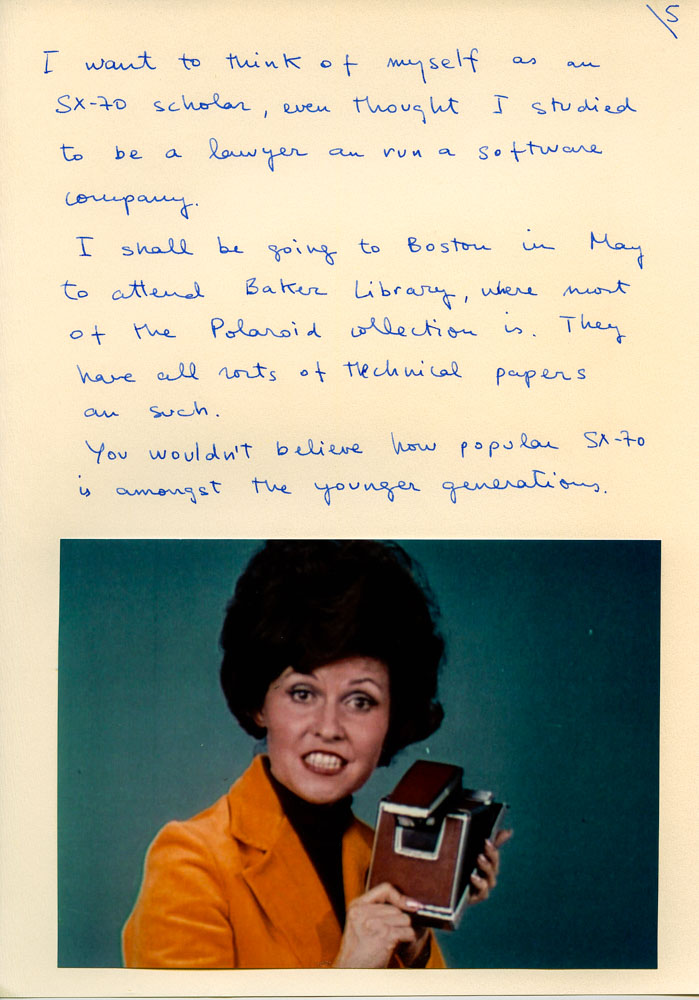 \5
I want to think of myself as an
SX-70 scholar, even thought I studied
to be a lawyer an run a software
company.
I shall be going to Boston in May
to attend Baker Library, where most
of the Polaroid collection is. They
have all sorts of technical papers
an such.
You wouldn't believe how popular SX-70
is amongst the younger generations.